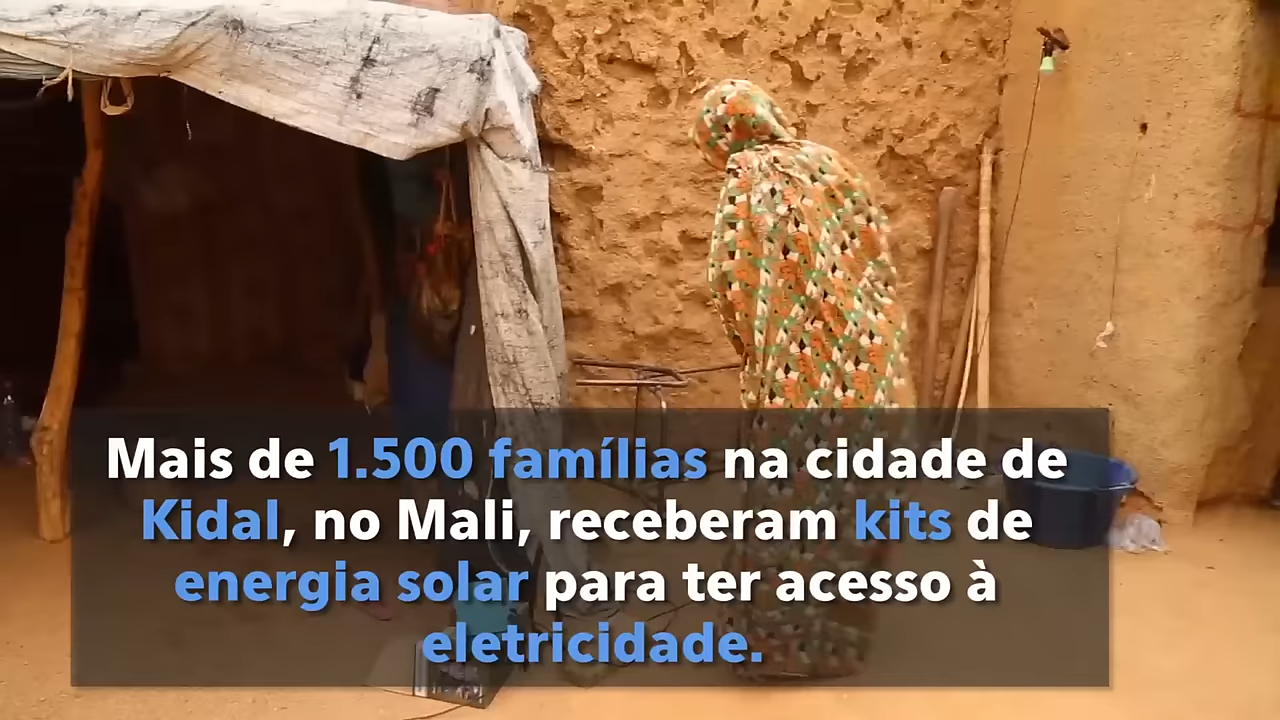 Mais de 1.500 famílias na cidade de
Kidal, no Mali, receberam kits de
energia solar para ter acesso à
eletricidade.